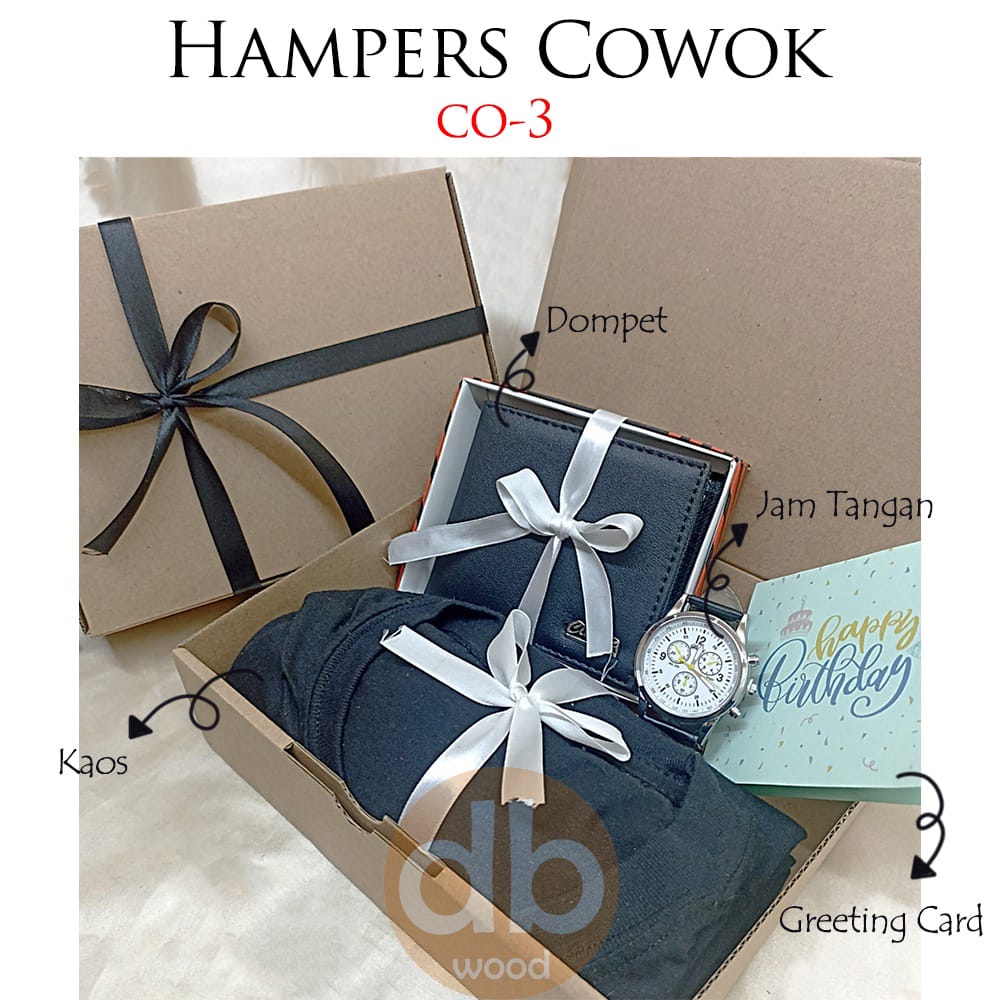 HAMPERS COWOK
CO-3
Dompet
Jam Tangan
happy
Birthday
Kaos
Greeting Card
db
wood